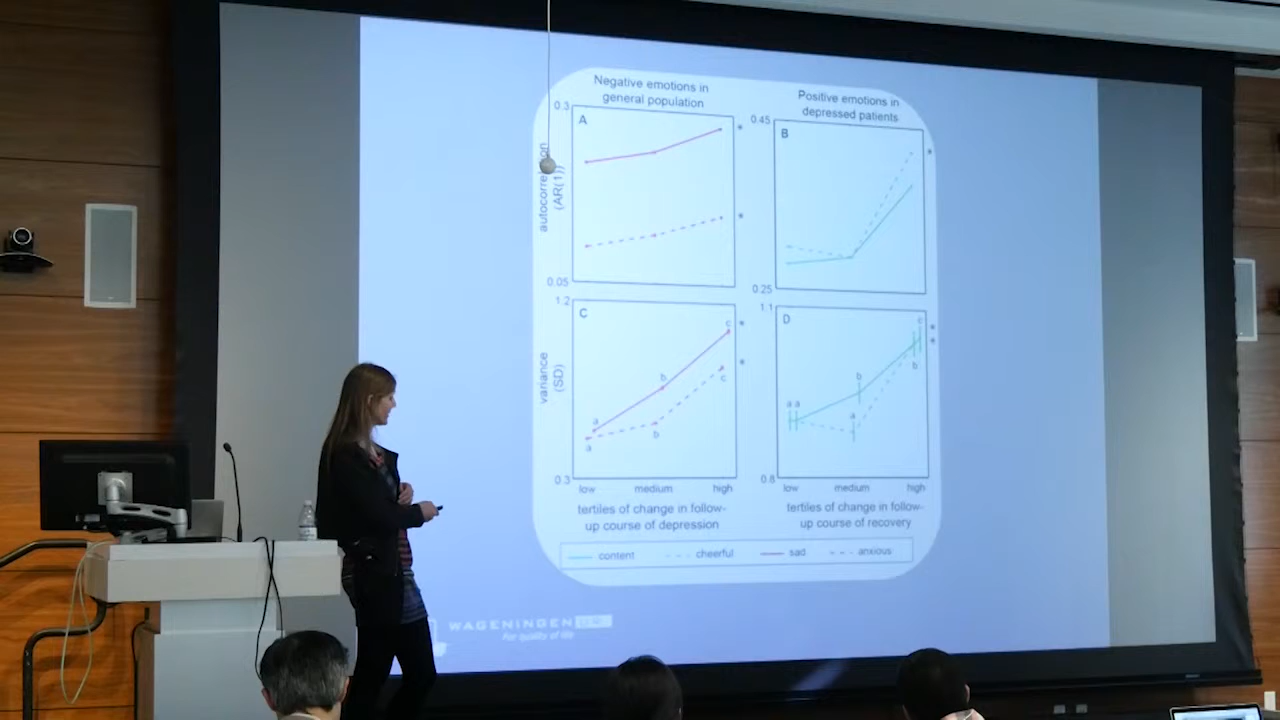 Negative emotions in
general population
Positive emotions in
depressed patients
0.3
A
(AR(1))
0.05
0.45
B
0.25
*
*
*
1.2
C
variance
(SD)
0.3
a
a
b
b
c
c
*
*
1.1
D
0.8
a a
b
a
c
b
*
low medium high
low medium high
tertiles of change in follow-
up course of depression
tertiles of change in follow-
up course of recovery
content cheerful sad anxious
WAGENINGEN UR
For quality of life